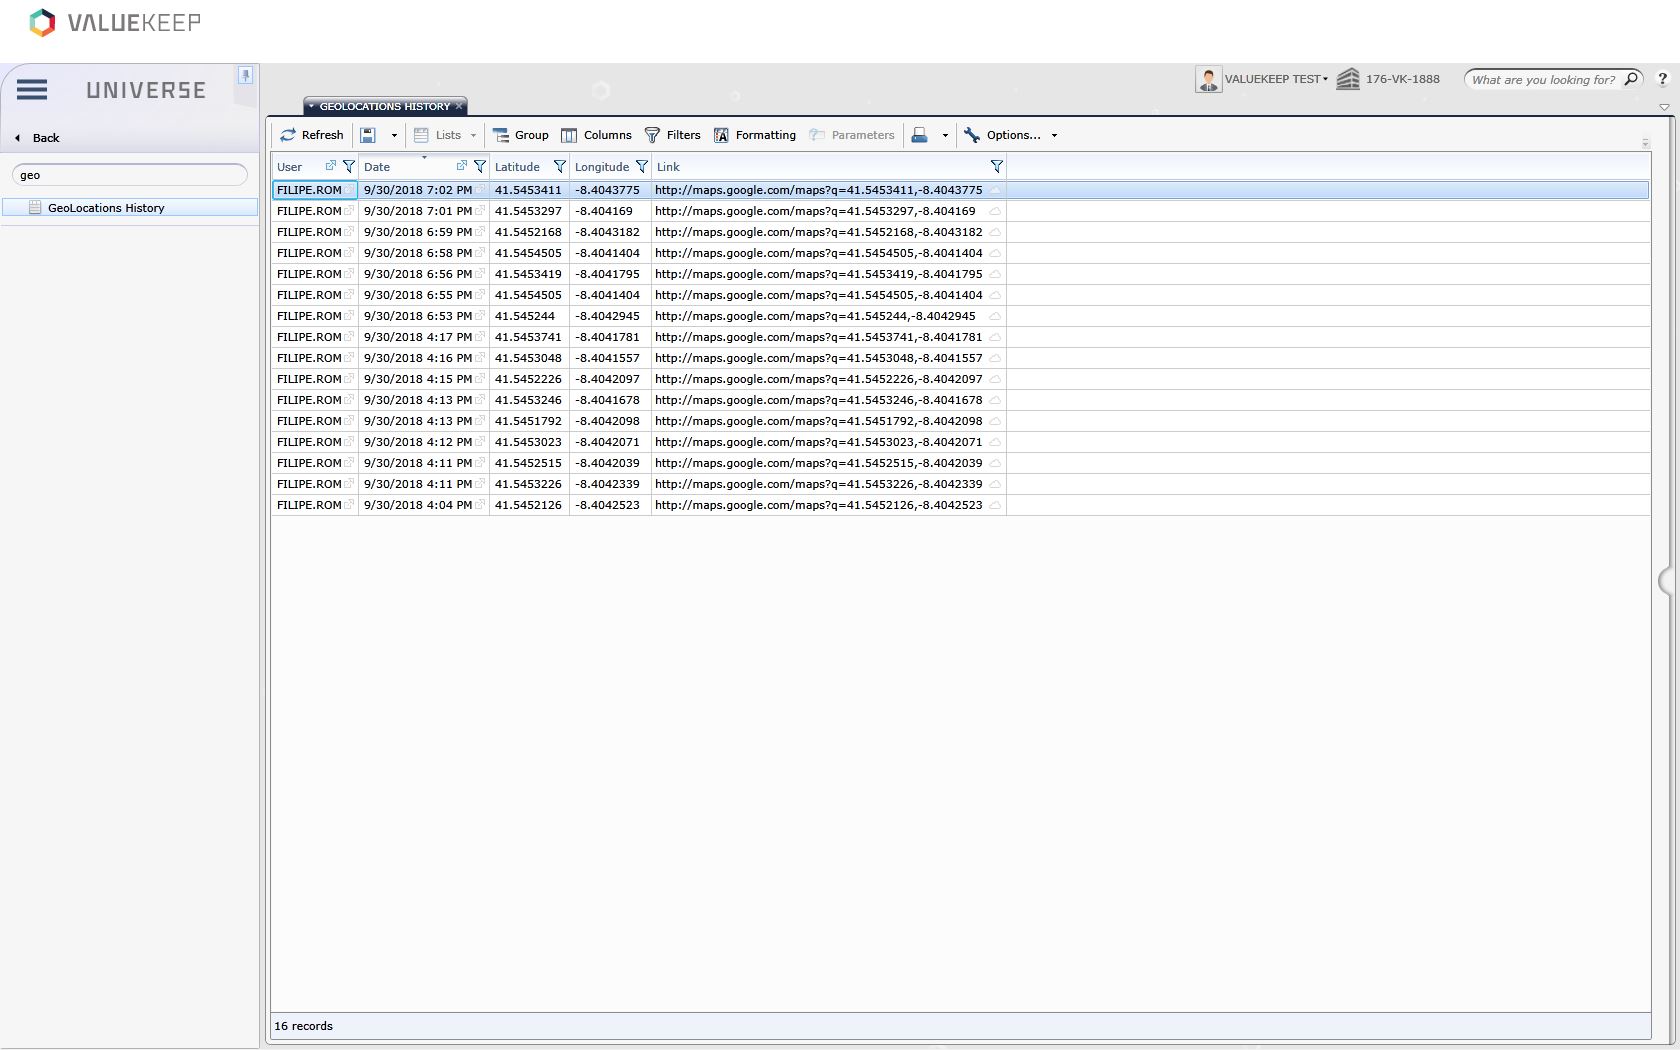 VALUEKEEP
UNIVERSE
VALUEKEEP TEST
176-VK-1888
What are you looking for?
?
GEOLOCATIONS HISTORY
Back
geo
GeoLocations History
Refresh Lists Group Columns Filters Formatting Parameters Options...
User Date Latitude Longitude Link
FILIPE.ROM 9/30/2018 7:02 PM 41.5453411 -8.4043775 http://maps.google.com/maps?q=41.5453411,-8.4043775
FILIPE.ROM 9/30/2018 7:01 PM 41.5453297 -8.404169 http://maps.google.com/maps?q=41.5453297,-8.404169
FILIPE.ROM 9/30/2018 6:59 PM 41.5452168 -8.4043182 http://maps.google.com/maps?q=41.5452168,-8.4043182
FILIPE.ROM 9/30/2018 6:58 PM 41.5454505 -8.4041404 http://maps.google.com/maps?q=41.5454505,-8.4041404
FILIPE.ROM 9/30/2018 6:56 PM 41.5453419 -8.4041795 http://maps.google.com/maps?q=41.5453419,-8.4041795
FILIPE.ROM 9/30/2018 6:55 PM 41.5454505 -8.4041404 http://maps.google.com/maps?q=41.5454505,-8.4041404
FILIPE.ROM 9/30/2018 6:53 PM 41.545244 -8.4042945 http://maps.google.com/maps?q=41.545244,-8.4042945
FILIPE.ROM 9/30/2018 4:17 PM 41.5453741 -8.4041781 http://maps.google.com/maps?q=41.5453741,-8.4041781
FILIPE.ROM 9/30/2018 4:16 PM 41.5453048 -8.4041557 http://maps.google.com/maps?q=41.5453048,-8.4041557
FILIPE.ROM 9/30/2018 4:15 PM 41.5452226 -8.4042097 http://maps.google.com/maps?q=41.5452226,-8.4042097
FILIPE.ROM 9/30/2018 4:13 PM 41.5453246 -8.4041678 http://maps.google.com/maps?q=41.5453246,-8.4041678
FILIPE.ROM 9/30/2018 4:13 PM 41.5451792 -8.4042098 http://maps.google.com/maps?q=41.5451792,-8.4042098
FILIPE.ROM 9/30/2018 4:12 PM 41.5453023 -8.4042071 http://maps.google.com/maps?q=41.5453023,-8.4042071
FILIPE.ROM 9/30/2018 4:11 PM 41.5452515 -8.4042039 http://maps.google.com/maps?q=41.5452515,-8.4042039
FILIPE.ROM 9/30/2018 4:11 PM 41.5453226 -8.4042339 http://maps.google.com/maps?q=41.5453226,-8.4042339
FILIPE.ROM 9/30/2018 4:04 PM 41.5452126 -8.4042523 http://maps.google.com/maps?q=41.5452126,-8.4042523
16 records